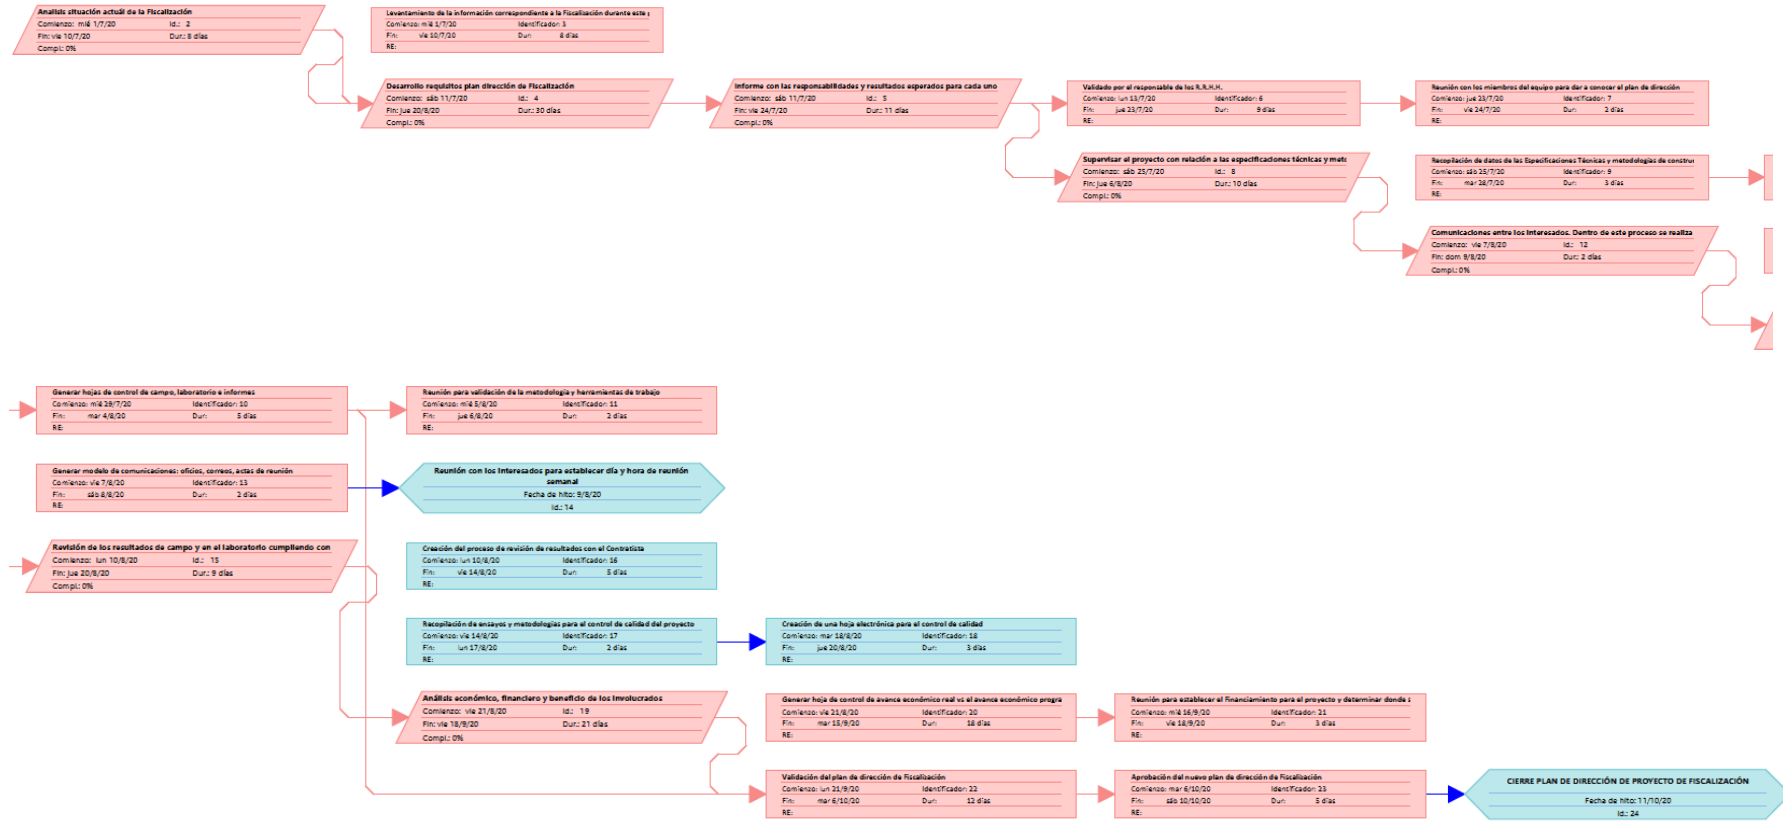 Analisis situación actuál de la Fiscalización
Comienzo: mié 1/7/20 Id.: 2
Fin: vie 10/7/20 Dur.: 8 días
Compl.: 0%
Levantamiento de la información correspondiente a la Fiscalización durante este
Comienzo: mié 1/7/20 Identificador: 3
Fin: vie 10/7/20 Dur: 8 días
RE:
Desarrollo requisitos plan dirección de Fiscalización
Comienzo: sáb 11/7/20 Id.: 4
Fin: jue 20/8/20 Dur.: 30 días
Compl.: 0%
Informe con las responsabilidades y resultados esperados para cada uno
Comienzo: sáb 11/7/20 Id.: 5
Fin: vie 24/7/20 Dur.: 11 días
Compl.: 0%
Validado por el responsable de los R.R.H.H.
Comienzo: lun 13/7/20 Identificador: 6
Fin: jue 23/7/20 Dur: 9 días
RE:
Reunión con los miembros del equipo para dar a conocer el plan de dirección
Comienzo: jue 23/7/20 Identificador: 7
Fin: vie 24/7/20 Dur: 2 días
RE:
Supervisar el proyecto con relación a las especificaciones técnicas y meto
Comienzo: sáb 25/7/20 Id.: 8
Fin: jue 6/8/20 Dur.: 10 días
Compl.: 0%
Recopilación de datos de las Especificaciones Técnicas y metodologías de construc
Comienzo: sáb 25/7/20 Identificador: 9
Fin: mar 28/7/20 Dur: 3 días
RE:
Comunicaciones entre los interesados. Dentro de este proceso se realiza
Comienzo: vie 7/8/20 Id.: 12
Fin: dom 9/8/20 Dur.: 2 días
Compl.: 0%
Generar hojas de control de campo, laboratorio e informes
Comienzo: mié 29/7/20 Identificador: 10
Fin: mar 4/8/20 Dur: 5 días
RE:
Reunión para validación de la metodología y herramientas de trabajo
Comienzo: mié 5/8/20 Identificador: 11
Fin: jue 6/8/20 Dur: 2 días
RE:
Generar modelo de comunicaciones: oficios, correos, actas de reunión
Comienzo: vie 7/8/20 Identificador: 13
Fin: sáb 8/8/20 Dur: 2 días
RE:
Reunión con los interesados para establecer día y hora de reunión
semanal
Fecha de hito: 9/8/20
Id.: 14
Revisión de los resultados de campo y en el laboratorio cumpliendo con
Comienzo: lun 10/8/20 Id.: 15
Fin: jue 20/8/20 Dur.: 9 días
Compl.: 0%
Creación del proceso de revisión de resultados con el Contratista
Comienzo: lun 10/8/20 Identificador: 16
Fin: vie 14/8/20 Dur: 5 días
RE:
Recopilación de ensayos y metodologías para el control de calidad del proyecto
Comienzo: vie 14/8/20 Identificador: 17
Fin: lun 17/8/20 Dur: 2 días
RE:
Creación de una hoja electrónica para el control de calidad
Comienzo: mar 18/8/20 Identificador: 18
Fin: jue 20/8/20 Dur: 3 días
RE:
Análisis económico, financiero y beneficio de los involucrados
Comienzo: vie 21/8/20 Id.: 19
Fin: vie 18/9/20 Dur.: 21 días
Compl.: 0%
Generar hoja de control de avance económico real vs el avance económico progra
Comienzo: vie 21/8/20 Identificador: 20
Fin: mar 15/9/20 Dur: 18 días
RE:
Reunión para establecer el Financiamiento para el proyecto y determinar donde s
Comienzo: mié 16/9/20 Identificador: 21
Fin: vie 18/9/20 Dur: 3 días
RE:
Validación del plan de dirección de Fiscalización
Comienzo: lun 21/9/20 Identificador: 22
Fin: mar 6/10/20 Dur: 12 días
RE:
Aprobación del nuevo plan de dirección de Fiscalización
Comienzo: mar 6/10/20 Identificador: 23
Fin: sáb 10/10/20 Dur: 5 días
RE:
CIERRE PLAN DE DIRECCIÓN DE PROYECTO DE FISCALIZACIÓN
Fecha de hito: 11/10/20
Id.: 24